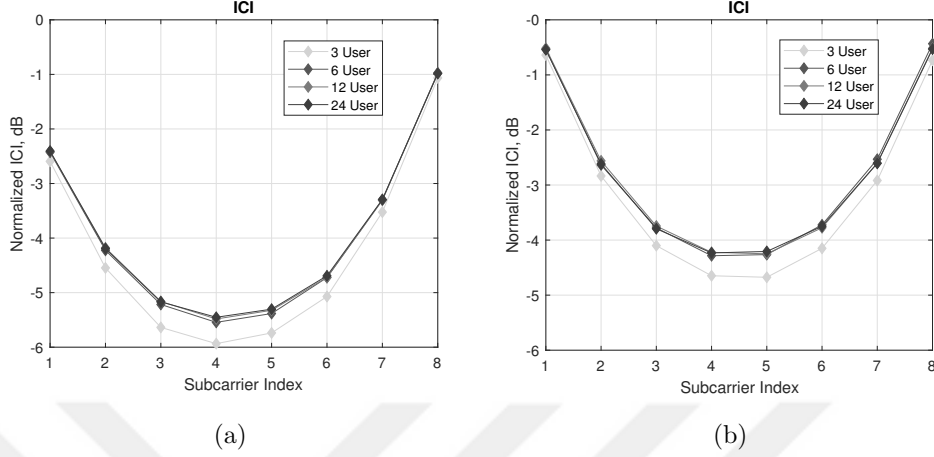 ICI
-0
-1
-2
-3
-4
-5
-6
Normalized ICI, dB
3 User
6 User
12 User
24 User
1 2 3 4 5 6 7 8
Subcarrier Index
(a)
ICI
-0
-1
-2
-3
-4
-5
-6
Normalized ICI, dB
3 User
6 User
12 User
24 User
1 2 3 4 5 6 7 8
Subcarrier Index
(b)